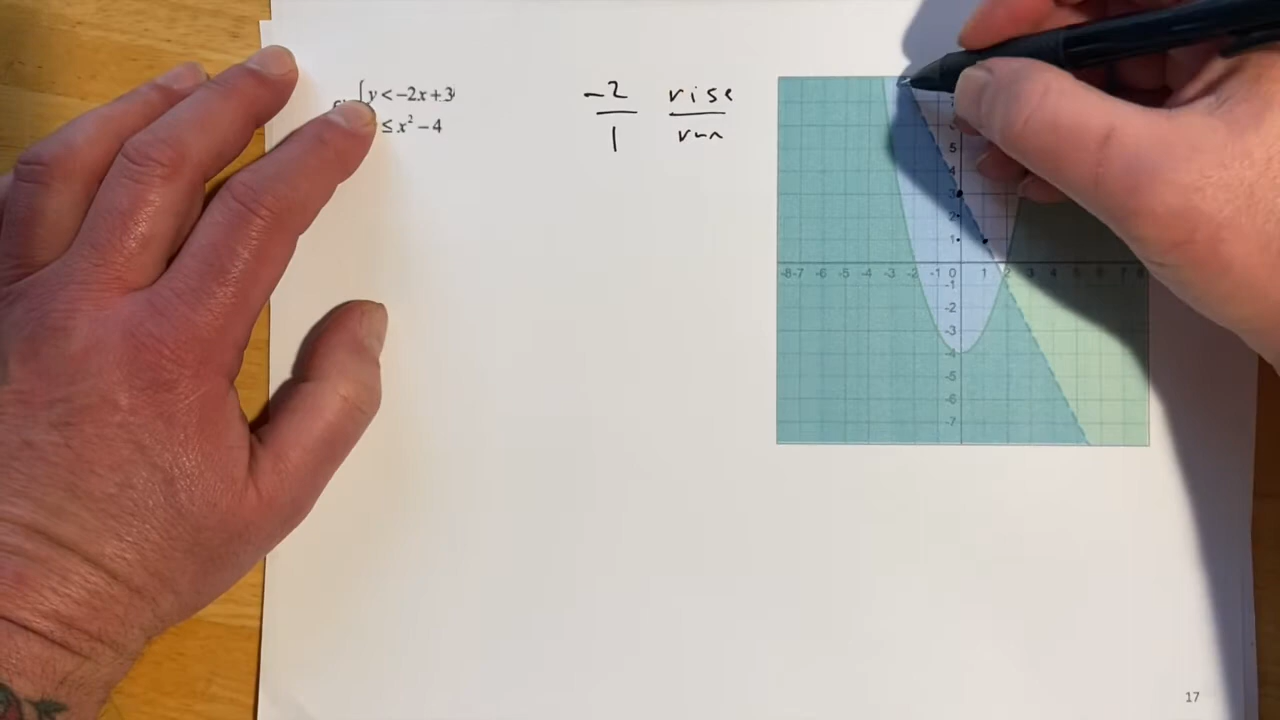 y<-2x+3
≤x²-4
-2 rise
1 run
5
4
3
2
1
-8 -7 -6 -5 -4 -3 -2 -1 0 1 2 3 4 5 6 7 8
-1
-2
-3
-4
-5
-6
-7
17